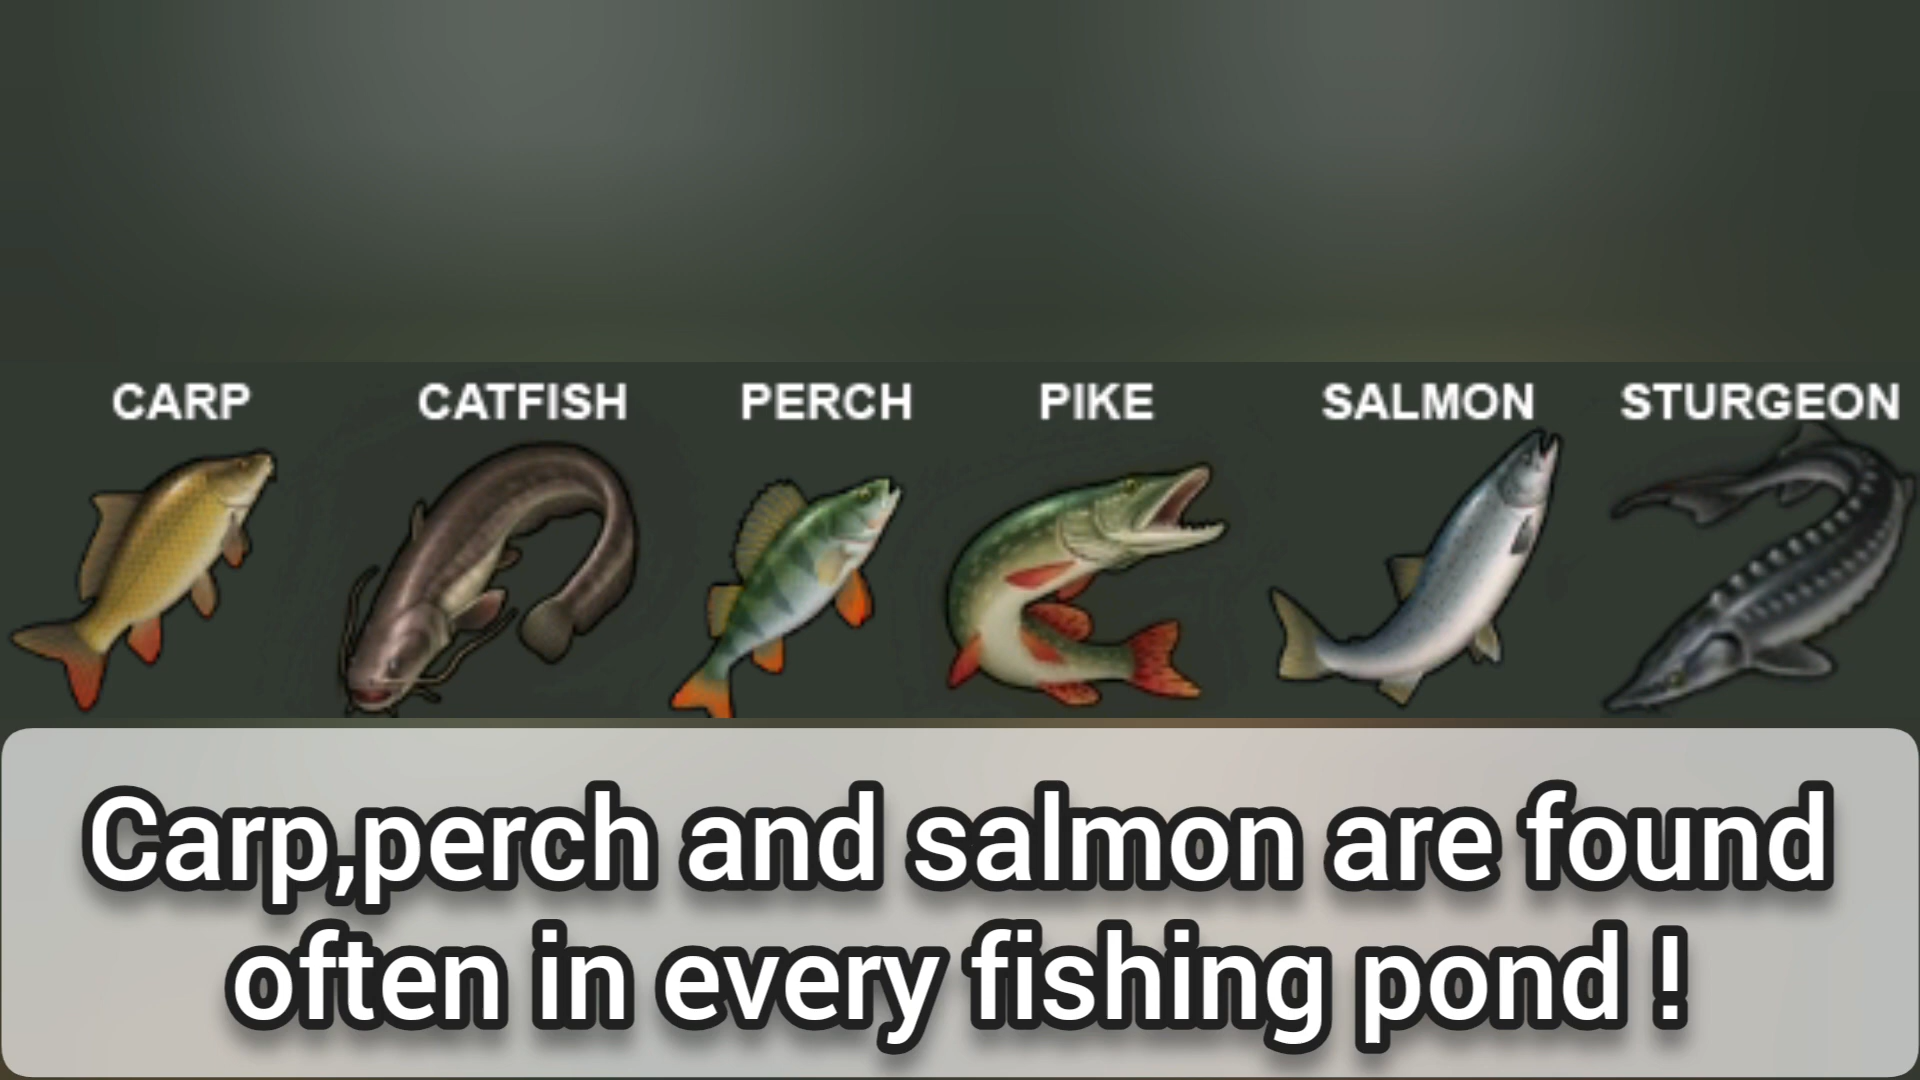 CARP CATFISH PERCH PIKE SALMON STURGEON
Carp,perch and salmon are found
often in every fishing pond !